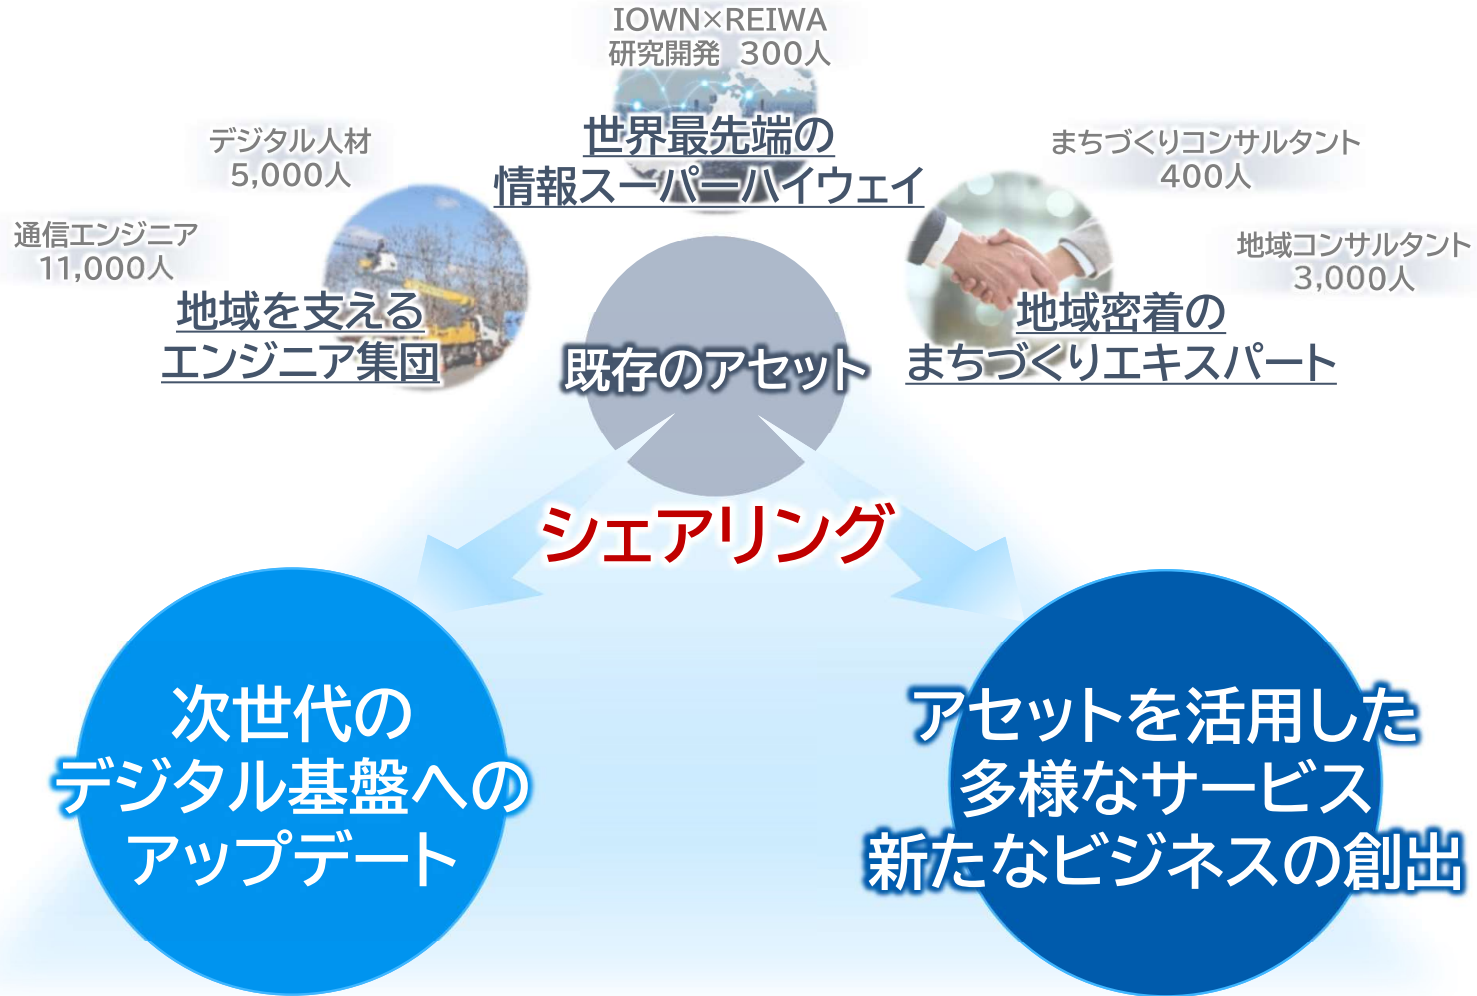 IOWN×REIWA
研究開発 300人
世界最先端の
情報スーパーハイウェイ
デジタル人材
5,000人
通信エンジニア
11,000人
地域を支える
エンジニア集団
まちづくりコンサルタント
400人
地域コンサルタント
3,000人
地域密着の
まちづくりエキスパート
既存のアセット
シェアリング
次世代の
デジタル基盤への
アップデート
アセットを活用した
多様なサービス
新たなビジネスの創出